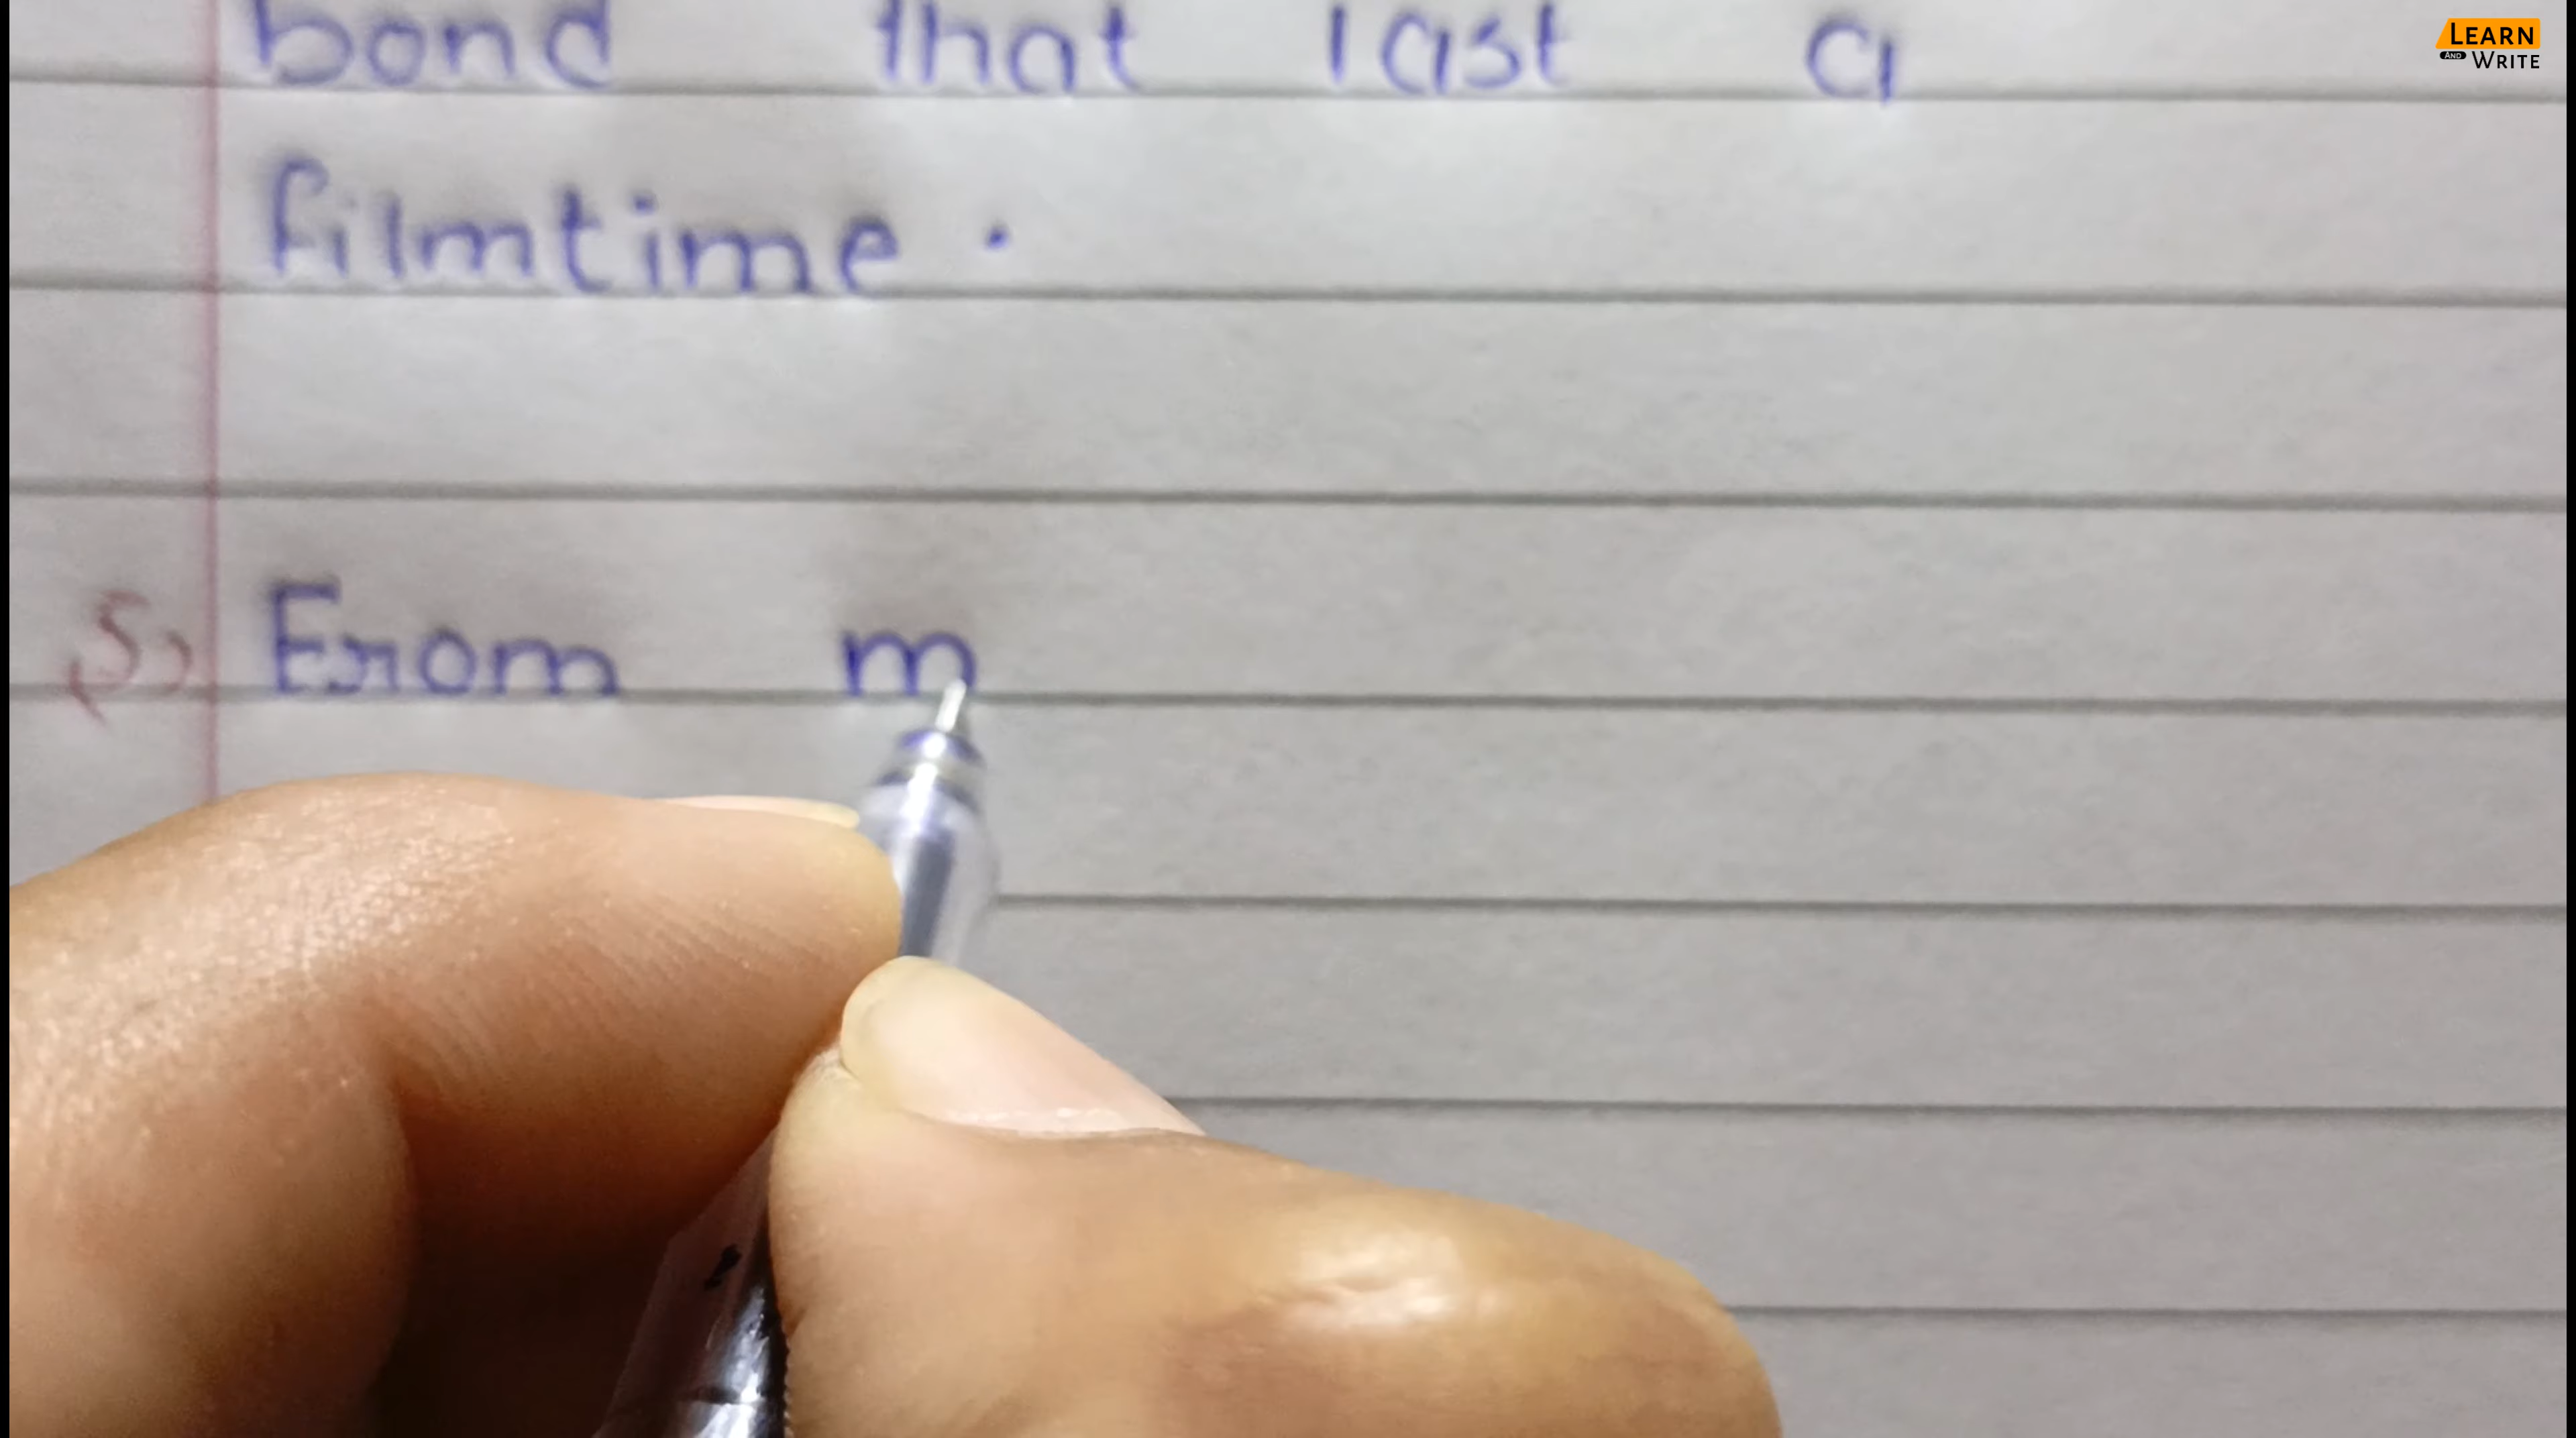 bond that last a
filmtime .
5) From m
LEARN
AND WRITE